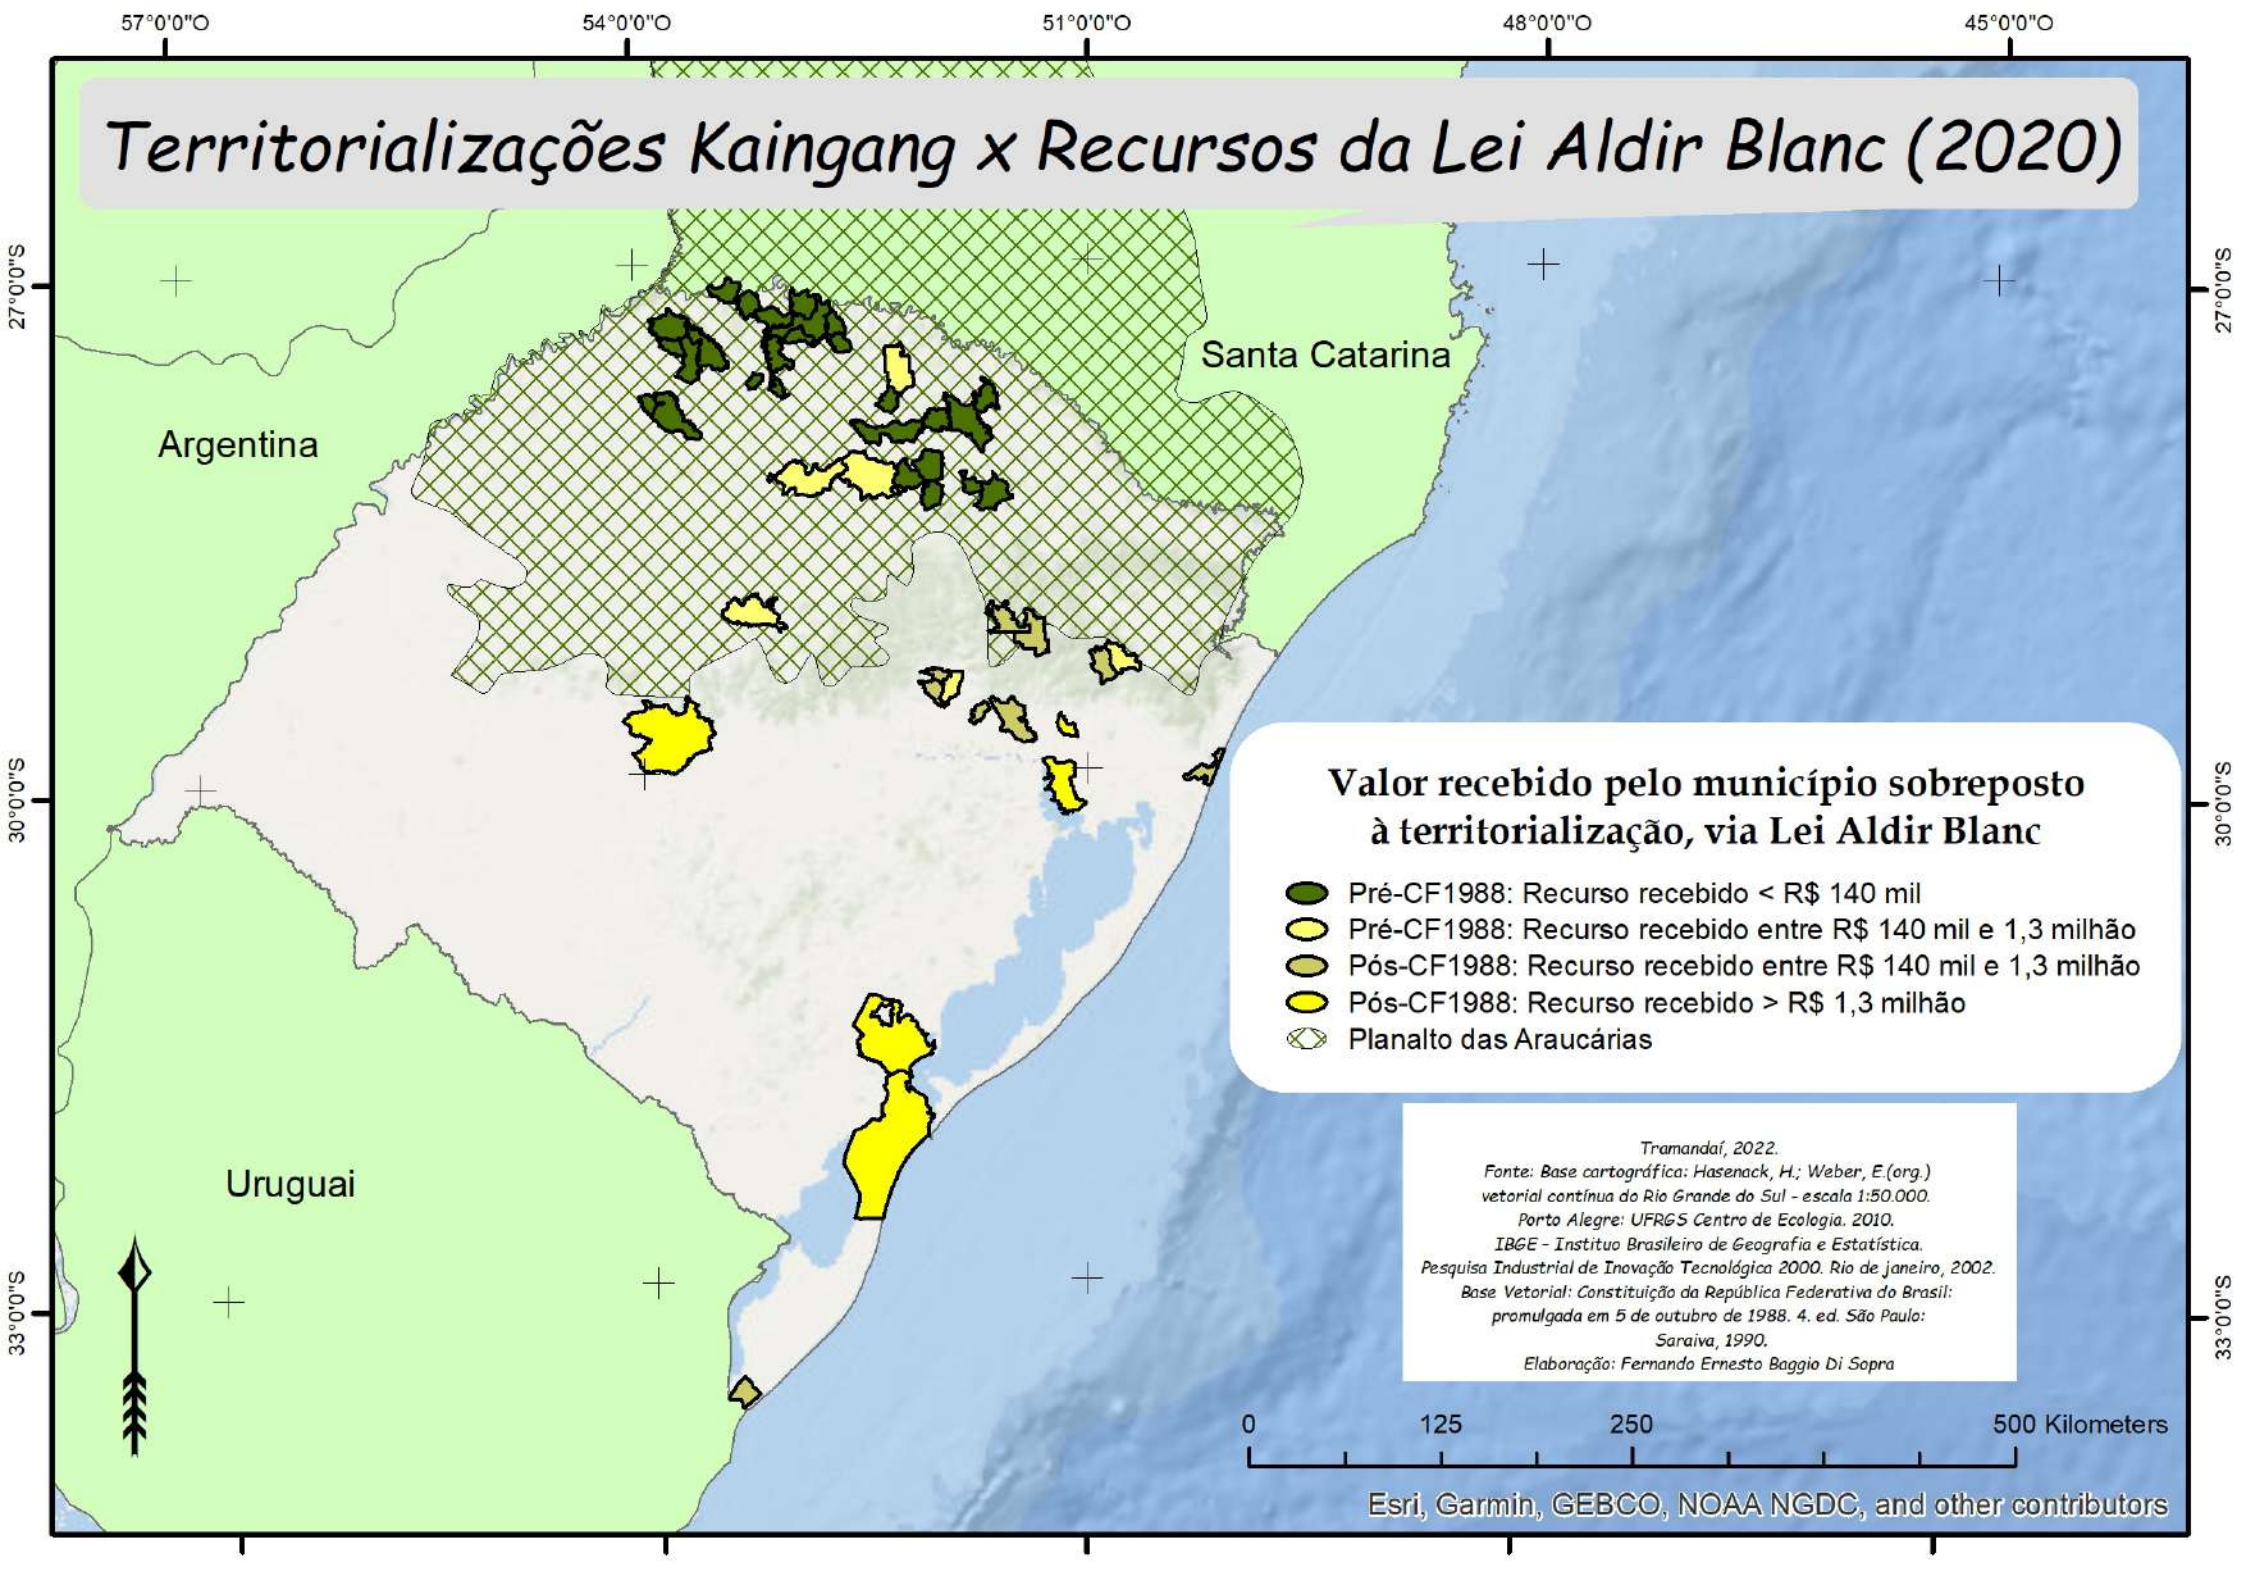 57°0'0"O 54°0'0"O 51°0'0"O 48°0'0"O 45°0'0"O
Territorializações Kaingang x Recursos da Lei Aldir Blanc (2020)
27°0'0"S
27°0'0"S
Santa Catarina
Argentina
Valor recebido pelo município sobreposto
à territorialização, via Lei Aldir Blanc
30°0'0"S
30°0'0"S
Pré-CF1988: Recurso recebido < R$ 140 mil
Pré-CF1988: Recurso recebido entre R$ 140 mil e 1,3 milhão
Pós-CF1988: Recurso recebido entre R$ 140 mil e 1,3 milhão
Pós-CF1988: Recurso recebido > R$ 1,3 milhão
Planalto das Araucárias
Uruguai
Tramandaí, 2022.
Fonte: Base cartográfica: Hasenack, H.; Weber, E.(org.)
vetorial contínua do Rio Grande do Sul - escala 1:50.000.
Porto Alegre: UFRGS Centro de Ecologia. 2010.
IBGE - Instituo Brasileiro de Geografia e Estatística.
Pesquisa Industrial de Inovação Tecnológica 2000. Rio de janeiro, 2002.
Base Vetorial: Constituição da República Federativa do Brasil:
promulgada em 5 de outubro de 1988. 4. ed. São Paulo:
Saraiva, 1990.
Elaboração: Fernando Ernesto Baggio Di Sopra
33°0'0"S
33°0'0"S
0 125 250 500 Kilometers
Esri, Garmin, GEBCO, NOAA NGDC, and other contributors